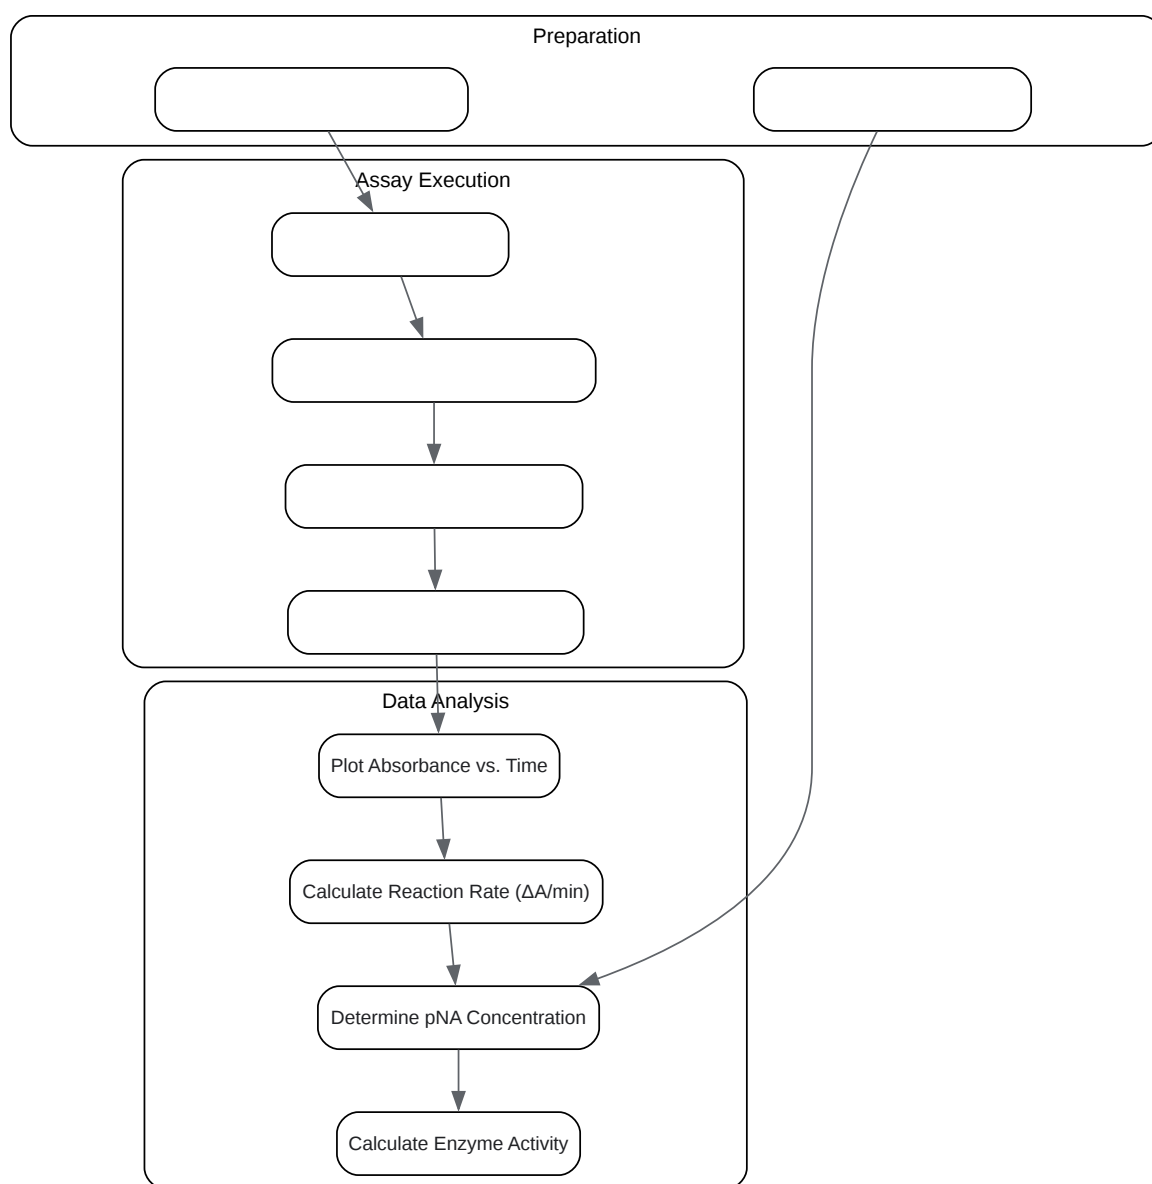 Preparation
Assay Execution
Data Analysis
Plot Absorbance vs. Time
Calculate Reaction Rate (ΔA/min)
Determine pNA Concentration
Calculate Enzyme Activity